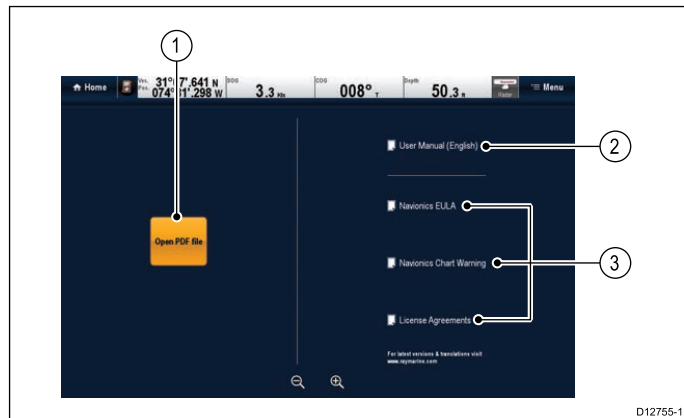 1
Home
Ves. Pos.
31° 7'.641 N
074° 1'.298 W
SOG
3.3 Kts
COG
008° T
Depth
50.3 ft
Radar
Menu
User Manual (English)
2
Navionics EULA
Open PDF file
Navionics Chart Warning
3
License Agreements
For latest versions & translations visit
www.raymarine.com
D12755-1